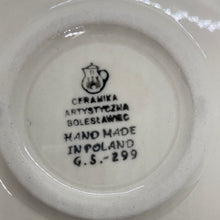 CERAMIKA
ARTYSTYCZNA
BOLESŁAWIEC
HAND MADE
IN POLAND
G.S.-299